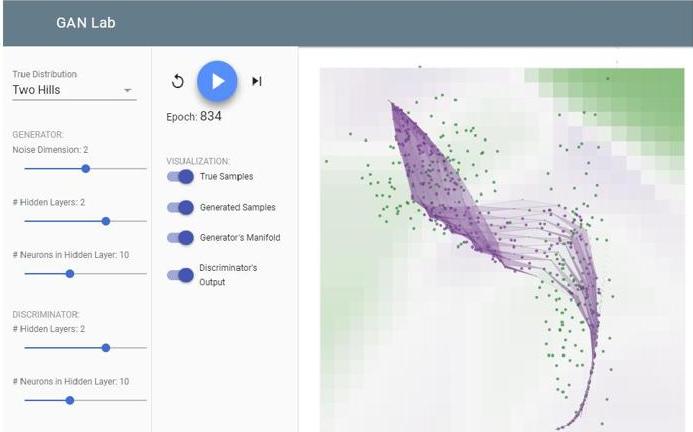 GAN Lab
True Distribution
Two Hills
GENERATOR:
Noise Dimension: 2
# Hidden Layers: 2
# Neurons in Hidden Layer: 10
DISCRIMINATOR:
# Hidden Layers: 2
# Neurons in Hidden Layer: 10
Epoch: 834
VISUALIZATION:
True Samples
Generated Samples
Generator's Manifold
Discriminator's
Output